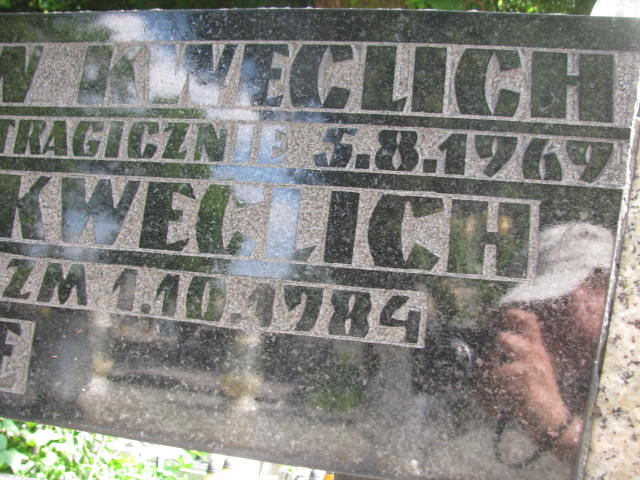 KWECLICH
TRAGICZNIE 5.8.1969
KWECLICH
ZM 1.10.1984